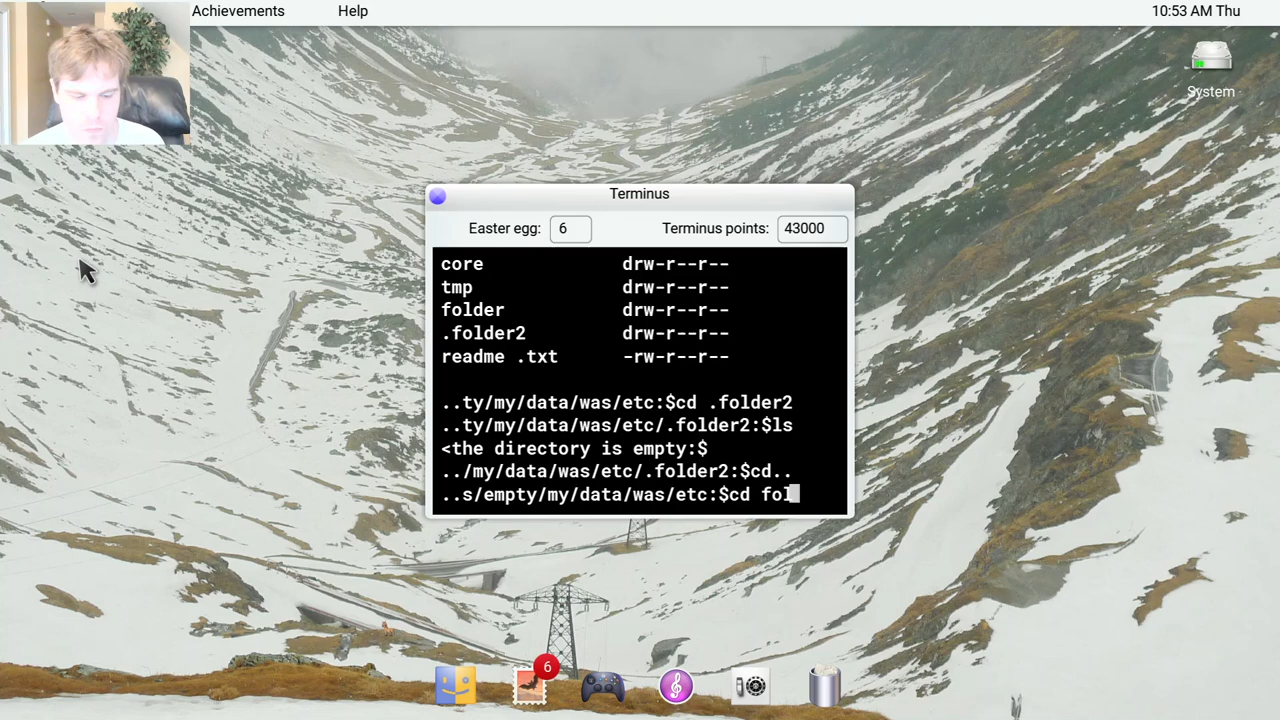 Achievements Help 10:53 AM Thu
System
Terminus
Easter egg: 6 Terminus points: 43000
core drw-r--r--
tmp drw-r--r--
folder drw-r--r--
.folder2 drw-r--r--
readme .txt -rw-r--r--
..ty/my/data/was/etc:$cd .folder2
..ty/my/data/was/etc/.folder2:$ls
<the directory is empty:$
../my/data/was/etc/.folder2:$cd..
..s/empty/my/data/was/etc:$cd fol
6